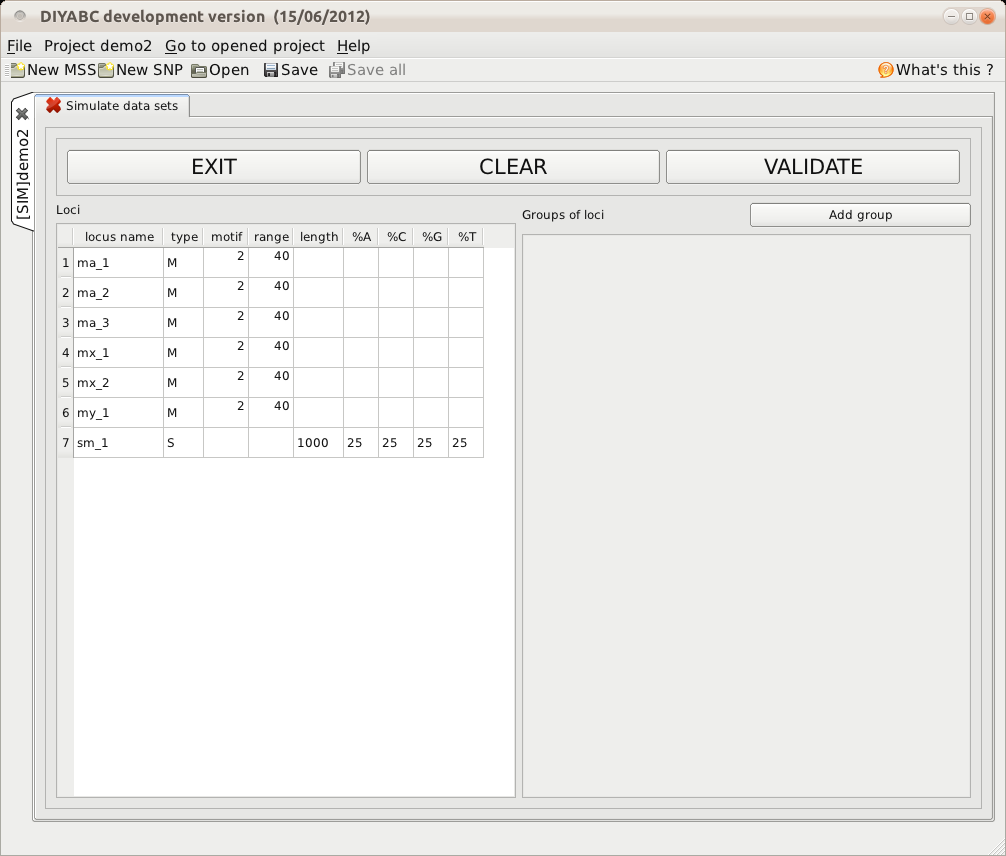 DIYABC development version (15/06/2012)
File Project demo2 Go to opened project Help
New MSS New SNP Open Save Save all What's this ?
[SIM]demo2
Simulate data sets
EXIT CLEAR VALIDATE
Loci
Groups of loci Add group
locus name type motif range length %A %C %G %T
1 ma_1 M 2 40
2 ma_2 M 2 40
3 ma_3 M 2 40
4 mx_1 M 2 40
5 mx_2 M 2 40
6 my_1 M 2 40
7 sm_1 S 1000 25 25 25 25